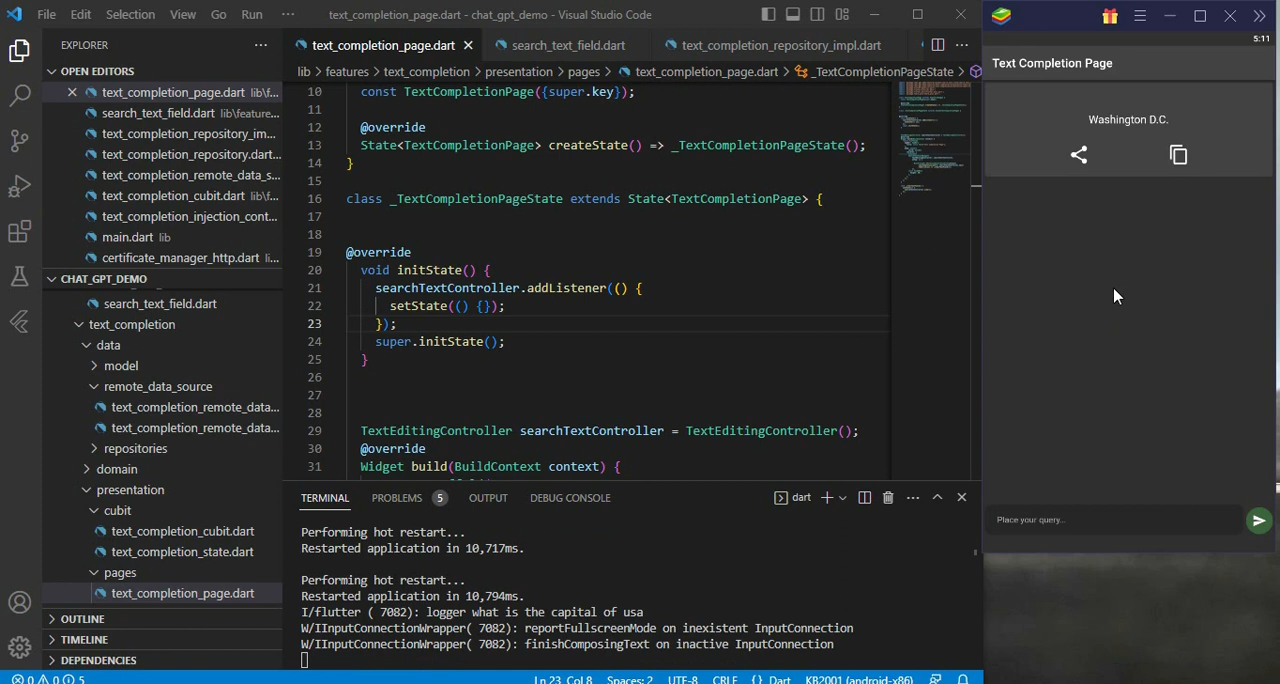 File Edit Selection View Go Run ··· text_completion_page.dart - chat_gpt_demo - Visual Studio Code
EXPLORER ···
OPEN EDITORS
text_completion_page.dart lib\f...
search_text_field.dart lib\feature...
text_completion_repository_im...
text_completion_repository.dart...
text_completion_remote_data_s...
text_completion_cubit.dart lib\f...
text_completion_injection_cont...
main.dart lib
certificate_manager_http.dart li...
CHAT_GPT_DEMO
search_text_field.dart
text_completion
data
model
remote_data_source
text_completion_remote_data...
text_completion_remote_data...
repositories
domain
presentation
cubit
text_completion_cubit.dart
text_completion_state.dart
pages
text_completion_page.dart
OUTLINE
TIMELINE
DEPENDENCIES
text_completion_page.dart search_text_field.dart text_completion_repository_impl.dart ···
lib > features > text_completion > presentation > pages > text_completion_page.dart > _TextCompletionPageState >
10 const TextCompletionPage({super.key});
11
12 @override
13 State<TextCompletionPage> createState() => _TextCompletionPageState();
14 }
15
16 class _TextCompletionPageState extends State<TextCompletionPage> {
17
18
19 @override
20 void initState() {
21 searchTextController.addListener(() {
22 setState(() {});
23 });
24 super.initState();
25 }
26
27
28
29 TextEditingController searchTextController = TextEditingController();
30 @override
31 Widget build(BuildContext context) {
TERMINAL PROBLEMS 5 OUTPUT DEBUG CONSOLE dart
Performing hot restart...
Restarted application in 10,717ms.
Performing hot restart...
Restarted application in 10,794ms.
I/flutter ( 7082): logger what is the capital of usa
W/IInputConnectionWrapper( 7082): reportFullscreenMode on inexistent InputConnection
W/IInputConnectionWrapper( 7082): finishComposingText on inactive InputConnection
0 0 5 Ln 23, Col 8 Spaces: 2 UTF-8 CRLF {} Dart KB2001 (android-x86)
5:11
Text Completion Page
Washington D.C.
Place your query...